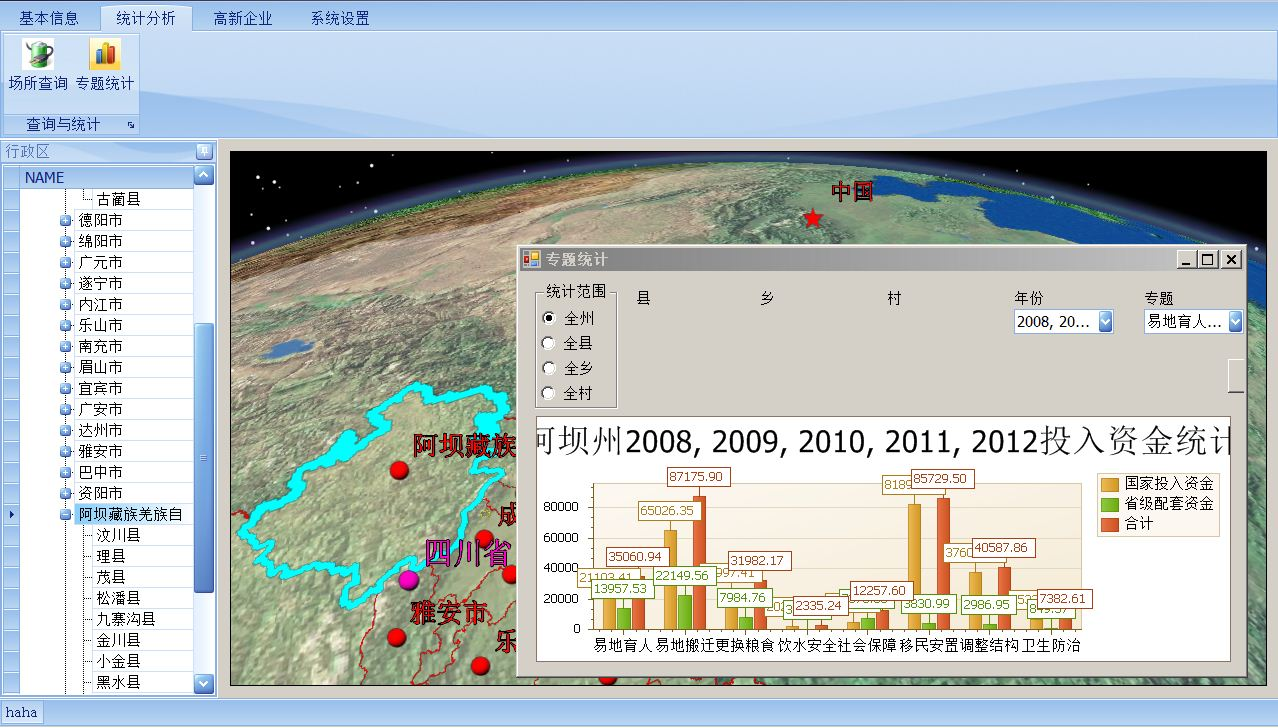 基本信息 统计分析 高新企业 系统设置
场所查询 专题统计
查询与统计
行政区
NAME
古蔺县
德阳市
绵阳市
广元市
遂宁市
内江市
乐山市
南充市
眉山市
宜宾市
广安市
达州市
雅安市
巴中市
资阳市
阿坝藏族羌族自
汶川县
理县
茂县
松潘县
九寨沟县
金川县
小金县
黑水县
haha
中国
阿坝藏族
成
四川省
雅安市
乐
专题统计
统计范围
全州
全县
全乡
全村
县 乡 村 年份 专题
2008, 20... 易地育人...
阿坝州2008, 2009, 2010, 2011, 2012投入资金统计
国家投入资金
省级配套资金
合计
80000
60000
40000
20000
0
87175.90
65026.35
35060.94
21103.41
13957.53
22149.56
31982.17
7984.76
2335.24
12257.60
85729.50
3830.99
40587.86
2986.95
7382.61
易地育人 易地搬迁 更换粮食 饮水安全 社会保障 移民安置 调整结构 卫生防治